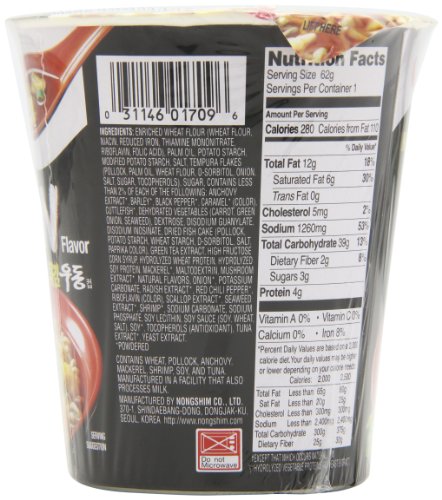 LIEPRERE
0 31146 01709 6
INGREDIENTS: ENRICHED WHEAT FLOUR (WHEAT FLOUR,
NIACIN, REDUCED IRON, THIAMINE MONONITRATE,
RIBOFLAVIN, FOLIC ACID), PALM OIL, POTATO STARCH,
MODIFIED POTATO STARCH, SALT, TEMPURA FLAKES
(POLLOCK, PALM OIL, WHEAT FLOUR, D-SORBITOL, ONION,
SALT, SUGAR, TOCOPHEROLS), SUGAR, CONTAINS LESS
THAN 2% OF EACH OF THE FOLLOWING: ANCHOVY
EXTRACT* BARLEY*, BLACK PEPPER*, CARAMEL* (COLOR),
CUTTLEFISH*, DEHYDRATED VEGETABLES (CARROT, GREEN
ONION, SEAWEED), DEXTROSE, DISODIUM GUANYLATE,
DISODIUM INOSINATE, DRIED FISH CAKE (POLLOCK,
POTATO STARCH, WHEAT STARCH, D-SORBITOL, SALT,
PAPRIKA COLOR), GREEN TEA EXTRACT, HIGH FRUCTOSE
CORN SYRUP, HYDROLYZED WHEAT PROTEIN, HYDROLYZED
SOY PROTEIN, MACKEREL*, MALTODEXTRIN, MUSHROOM
EXTRACT*, NATURAL FLAVORS, ONION*, POTASSIUM
CARBONATE, RADISH EXTRACT*, RED CHILI PEPPER*,
RIBOFLAVIN (COLOR), SCALLOP EXTRACT*, SEAWEED
EXTRACT*, SHRIMP*, SODIUM CARBONATE, SODIUM
PHOSPHATE, SOY LECITHIN, SOY SAUCE (SOY, WHEAT,
SALT), SOY*, TOCOPHEROLS (ANTIOXIDANT), TUNA
EXTRACT*, YEAST EXTRACT*.
*POWDERED
CONTAINS WHEAT, POLLOCK, ANCHOVY,
MACKEREL, SHRIMP, SOY, AND TUNA.
MANUFACTURED IN A FACILITY THAT ALSO
PROCESSES MILK.
MANUFACTURED BY NONGSHIM CO., LTD.
370-1, SHINDAEBANG-DONG, DONGJAK-KU,
SEOUL, KOREA http://www.nongshim.com
Do not
Microwave
Flavor
우동
SERVING
SUGGESTION
Nutrition Facts
Serving Size 62g
Servings Per Container 1
Amount Per Serving
Calories 280 Calories from Fat 110
% Daily Value*
Total Fat 12g 18%
Saturated Fat 6g 30%
Trans Fat 0g
Cholesterol 5mg 2%
Sodium 1260mg 53%
Total Carbohydrate 39g 13%
Dietary Fiber 2g 8%
Sugars 3g
Protein 4g
Vitamin A 0% • Vitamin C 0%
Calcium 0% • Iron 8%
*Percent Daily Values are based on a 2,000
calorie diet. Your daily values may be higher
or lower depending on your calorie needs:
Calories: 2,000 2,500
Total Fat Less than 65g 80g
Sat Fat Less than 20g 25g
Cholesterol Less than 300mg 300mg
Sodium Less than 2,400mg 2,400mg
Total Carbohydrate 300g 375g
Dietary Fiber 25g 30g